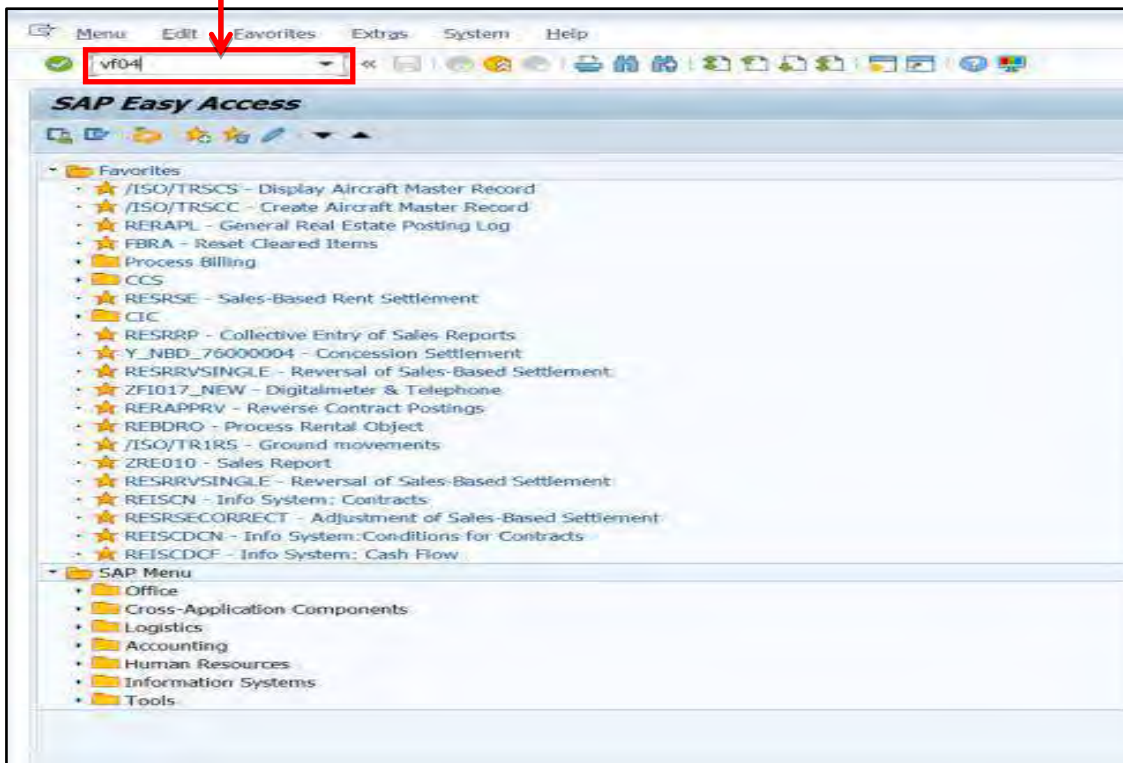 Menu Edit Favorites Extras System Help
vf04
SAP Easy Access
Favorites
/ISO/TRSCS - Display Aircraft Master Record
/ISO/TRSCC - Create Aircraft Master Record
RERAPL - General Real Estate Posting Log
FBRA - Reset Cleared Items
Process Billing
CCS
RESRSE - Sales-Based Rent Settlement
CIC
RESRRP - Collective Entry of Sales Reports
Y_NBD_76000004 - Concession Settlement
RESRRVSINGLE - Reversal of Sales-Based Settlement
ZFI017_NEW - Digitalmeter & Telephone
RERAPPRV - Reverse Contract Postings
REBDRO - Process Rental Object
/ISO/TR1RS - Ground movements
ZRE010 - Sales Report
RESRRVSINGLE - Reversal of Sales-Based Settlement
REISCN - Info System: Contracts
RESRSECORRECT - Adjustment of Sales-Based Settlement
REISCDCN - Info System:Conditions for Contracts
REISCDCF - Info System: Cash Flow
SAP Menu
Office
Cross-Application Components
Logistics
Accounting
Human Resources
Information Systems
Tools